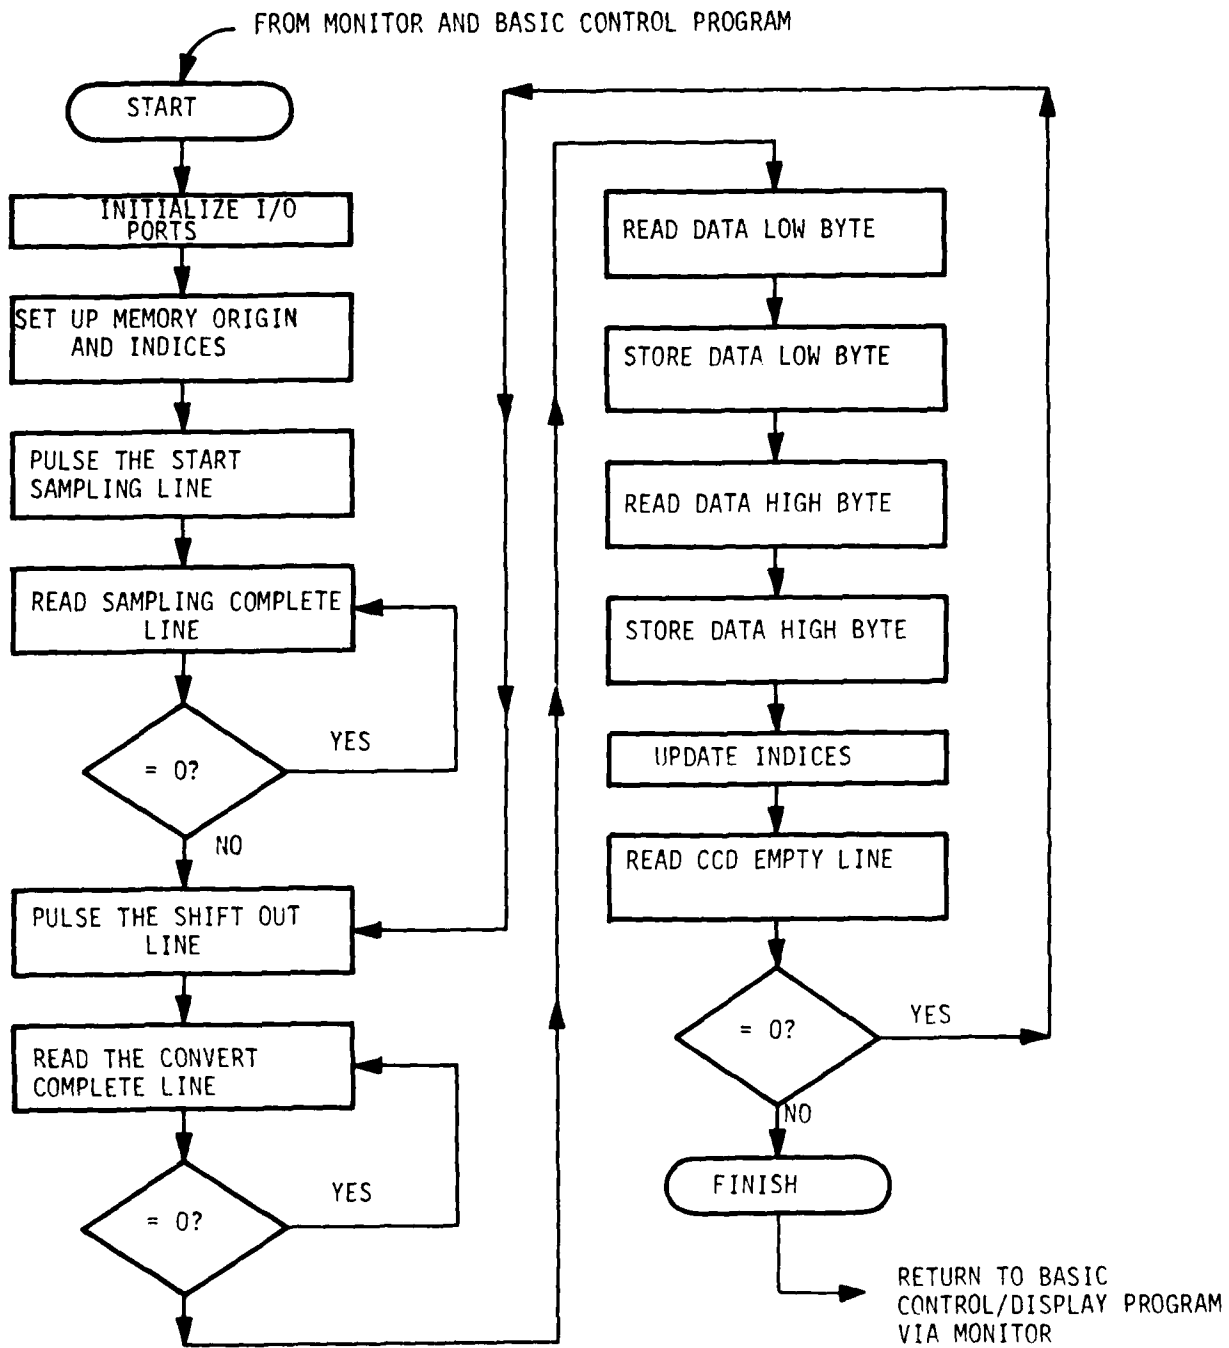 FROM MONITOR AND BASIC CONTROL PROGRAM
START
INITIALIZE I/O
PORTS
SET UP MEMORY ORIGIN
AND INDICES
PULSE THE START
SAMPLING LINE
READ SAMPLING COMPLETE
LINE
= 0?
YES
NO
PULSE THE SHIFT OUT
LINE
READ THE CONVERT
COMPLETE LINE
= 0?
YES
READ DATA LOW BYTE
STORE DATA LOW BYTE
READ DATA HIGH BYTE
STORE DATA HIGH BYTE
UPDATE INDICES
READ CCD EMPTY LINE
= 0?
YES
NO
FINISH
RETURN TO BASIC
CONTROL/DISPLAY PROGRAM
VIA MONITOR